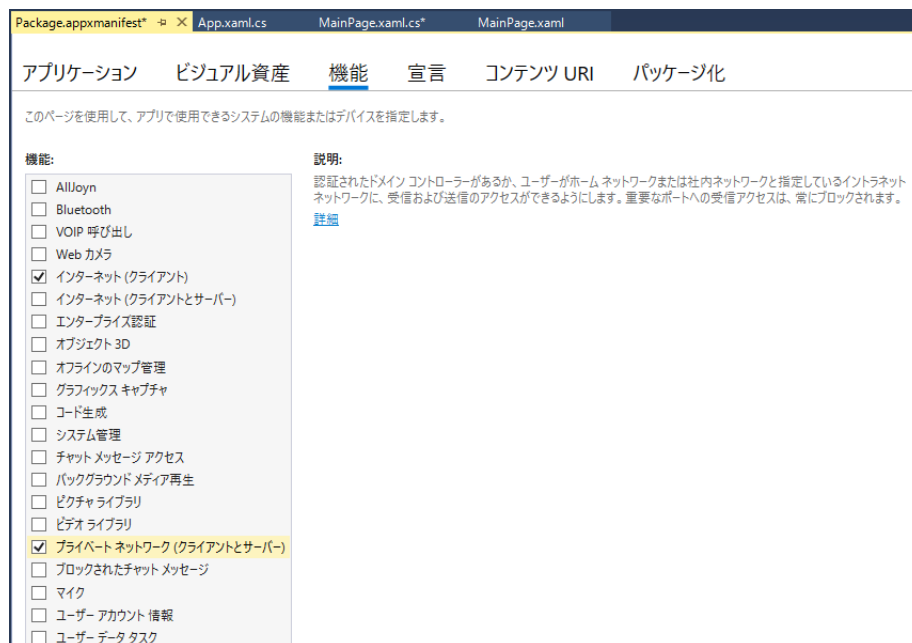 Package.appxmanifest* App.xaml.cs MainPage.xaml.cs* MainPage.xaml
アプリケーション ビジュアル資産 機能 宣言 コンテンツ URI パッケージ化
このページを使用して、アプリで使用できるシステムの機能またはデバイスを指定します。
機能:
AllJoyn
Bluetooth
VOIP 呼び出し
Web カメラ
インターネット (クライアント)
インターネット (クライアントとサーバー)
エンタープライズ認証
オブジェクト 3D
オフラインのマップ管理
グラフィックス キャプチャ
コード生成
システム管理
チャット メッセージ アクセス
バックグラウンド メディア再生
ピクチャ ライブラリ
ビデオ ライブラリ
プライベート ネットワーク (クライアントとサーバー)
ブロックされたチャット メッセージ
マイク
ユーザー アカウント情報
ユーザー データ タスク
説明:
認証されたドメイン コントローラーがあるか、ユーザーがホーム ネットワークまたは社内ネットワークと指定しているイントラネット
ネットワークに、受信および送信のアクセスができるようにします。重要なポートへの受信アクセスは、常にブロックされます。
詳細